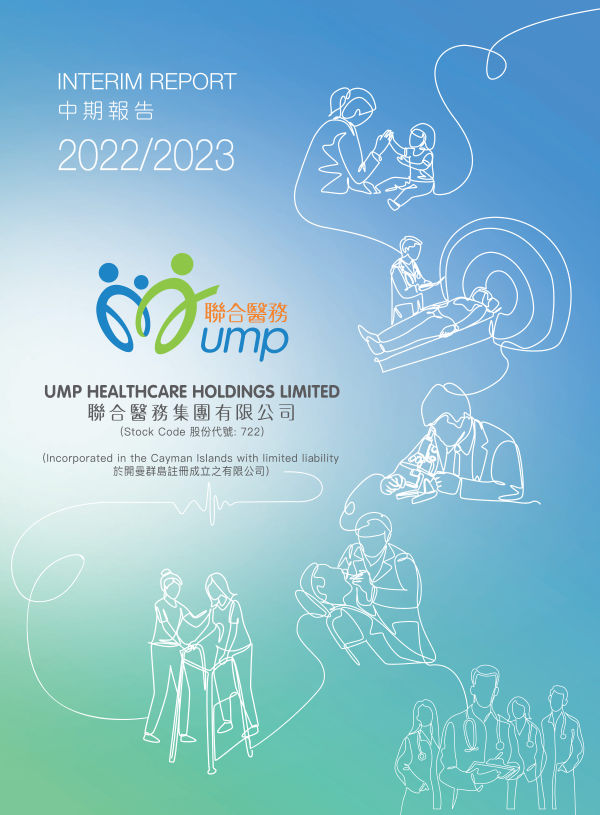 INTERIM REPORT
中期報告
2022/2023
聯合醫務
ump
UMP HEALTHCARE HOLDINGS LIMITED
聯合醫務集團有限公司
(Stock Code 股份代號: 722)
(Incorporated in the Cayman Islands with limited liability
於開曼群島註冊成立之有限公司)